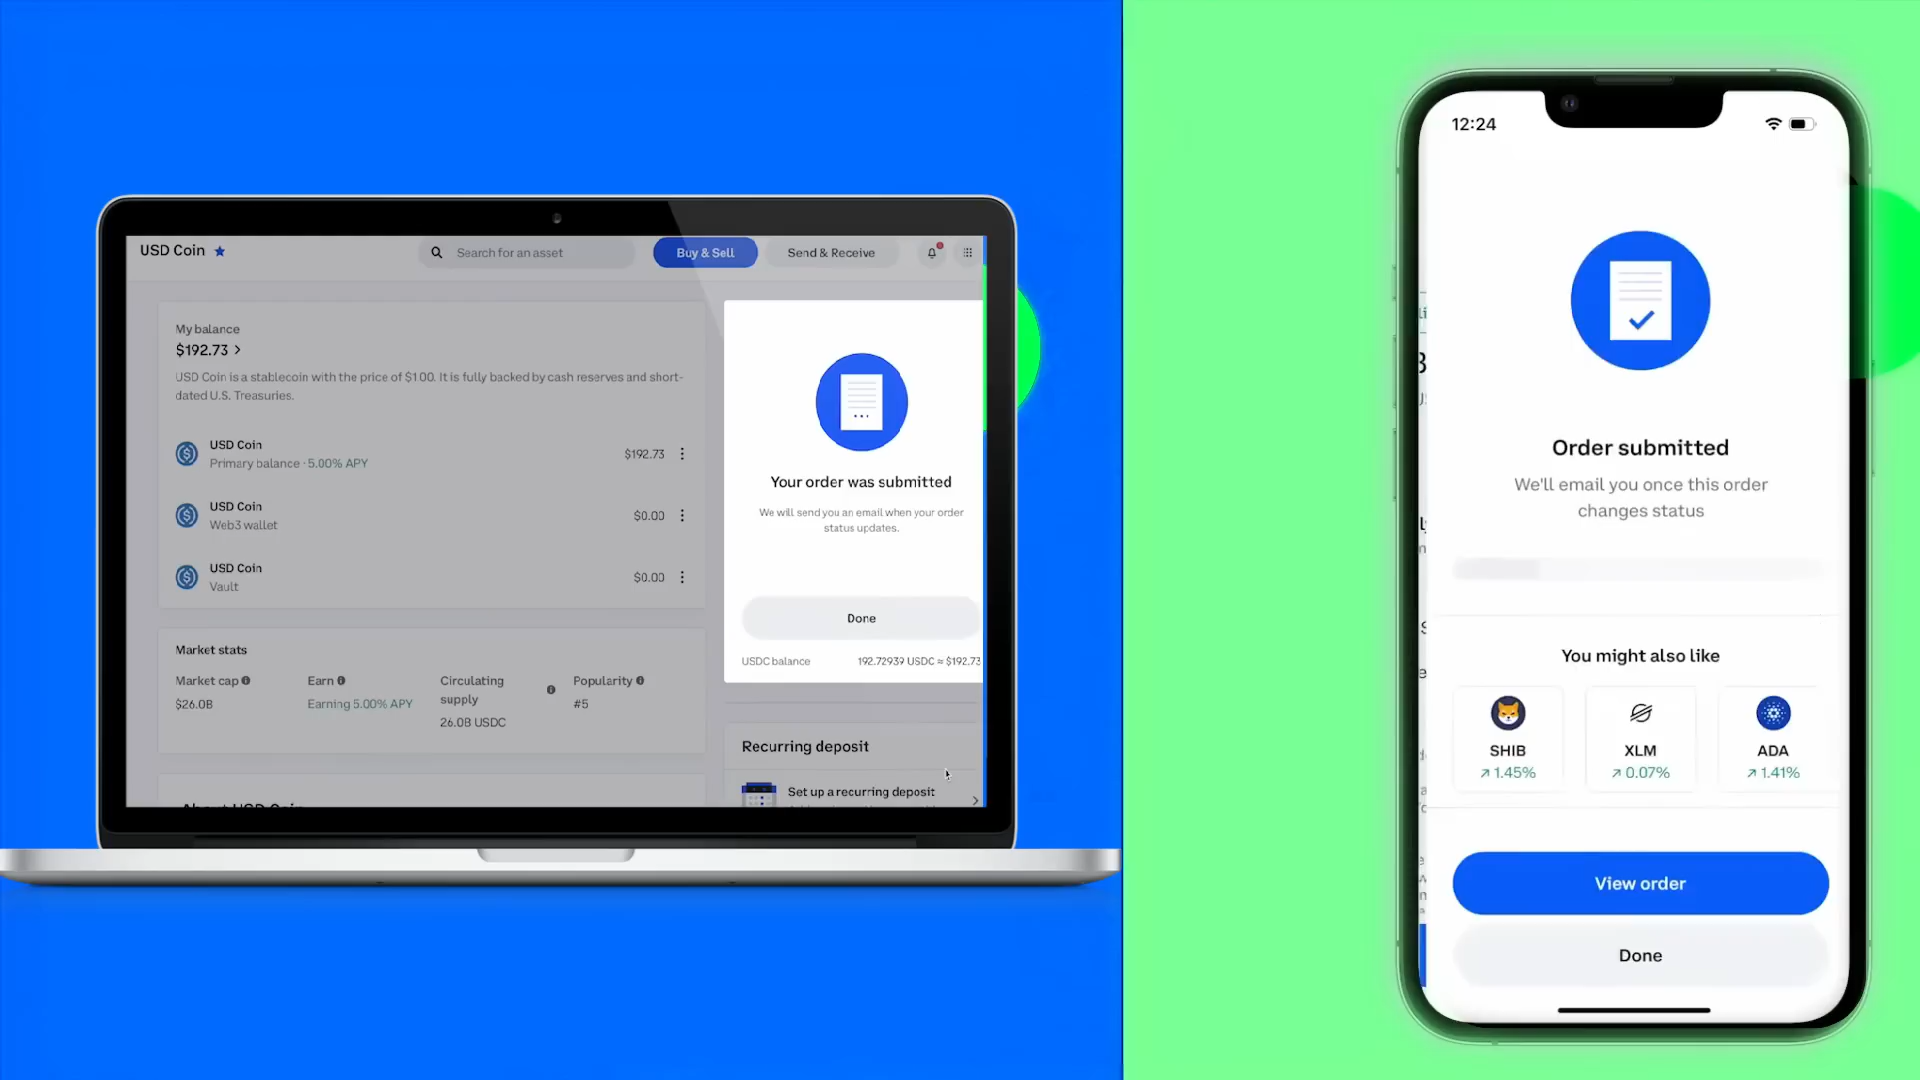 USD Coin
Search for an asset
Buy & Sell
Send & Receive
My balance
$192.73
USD Coin is a stablecoin with the price of $1.00. It is fully backed by cash reserves and short-
dated U.S. Treasuries.
USD Coin
Primary balance · 5.00% APY
$192.73
USD Coin
Web3 wallet
$0.00
USD Coin
Vault
$0.00
Market stats
Market cap
$26.0B
Earn
Earning 5.00% APY
Circulating
supply
26.0B USDC
Popularity
#5
About USD Coin
Your order was submitted
We will send you an email when your order
status updates.
Done
USDC balance
192.72939 USDC ≈ $192.73
Recurring deposit
Set up a recurring deposit
12:24
Order submitted
We'll email you once this order
changes status
You might also like
SHIB
↗ 1.45%
XLM
↗ 0.07%
ADA
↗ 1.41%
View order
Done